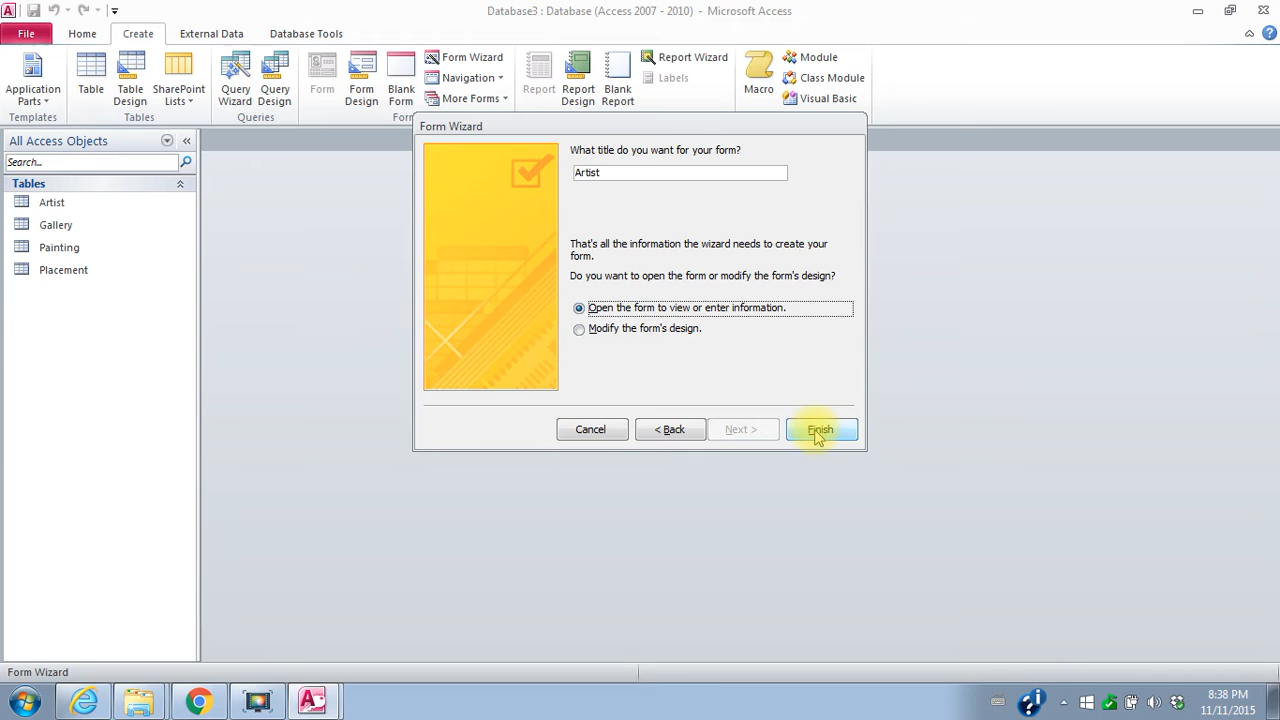 Database3 : Database (Access 2007 - 2010) - Microsoft Access
File Home Create External Data Database Tools
Application Parts
Table
Table Design
SharePoint Lists
Query Wizard
Query Design
Form
Form Design
Blank Form
Form Wizard
Navigation
More Forms
Report
Report Design
Blank Report
Report Wizard
Labels
Macro
Module
Class Module
Visual Basic
Templates Tables Queries For
All Access Objects
Search...
Tables
Artist
Gallery
Painting
Placement
Form Wizard
What title do you want for your form?
Artist
That's all the information the wizard needs to create your
form.
Do you want to open the form or modify the form's design?
Open the form to view or enter information.
Modify the form's design.
Cancel < Back Next > Finish
Form Wizard
8:38 PM
11/11/2015